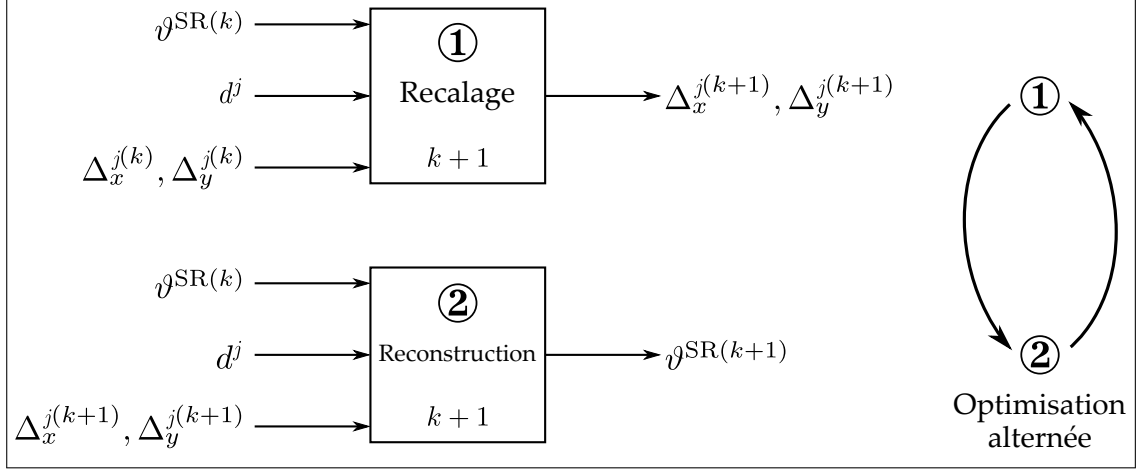 ϑ^{SR(k)}
①
d^j
Recalage
Δ_x^{j(k+1)}, Δ_y^{j(k+1)}
①
Δ_x^{j(k)}, Δ_y^{j(k)}
k + 1
ϑ^{SR(k)}
②
d^j
Reconstruction
ϑ^{SR(k+1)}
②
Δ_x^{j(k+1)}, Δ_y^{j(k+1)}
k + 1
Optimisation
alternée